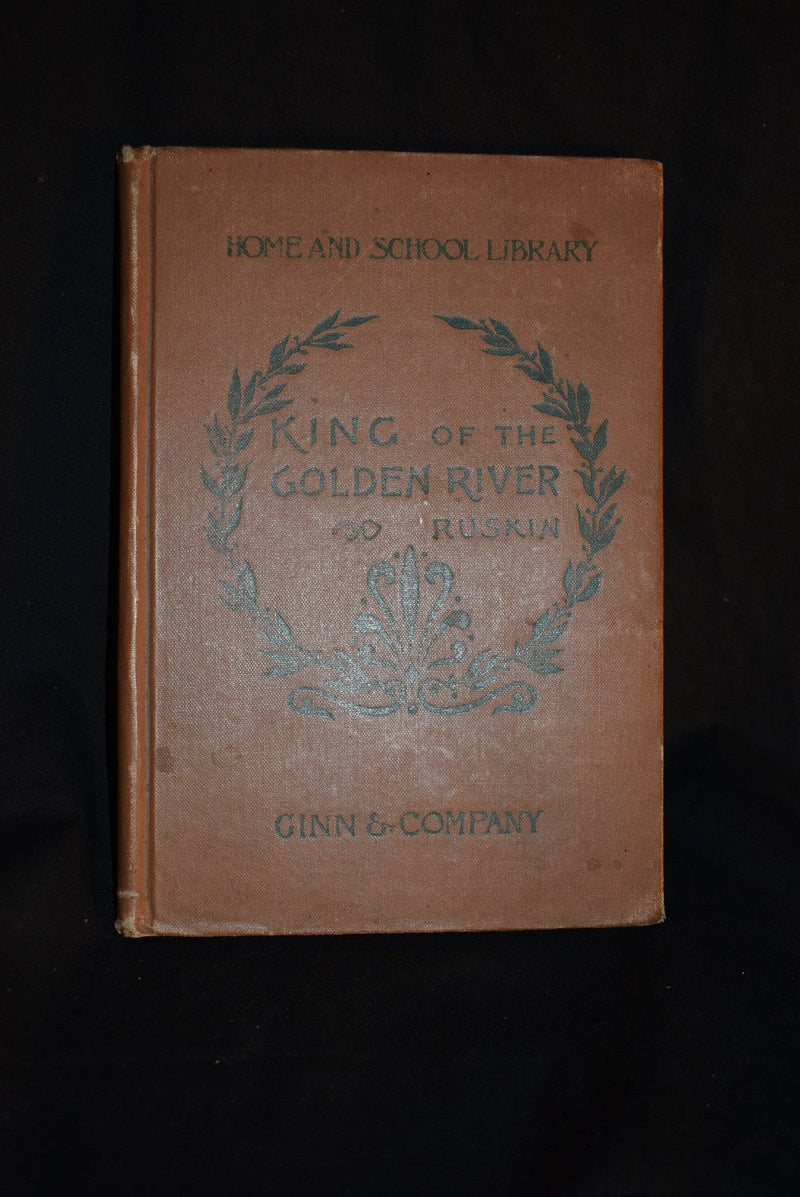 HOME AND SCHOOL LIBRARY
KING OF THE
GOLDEN RIVER
RUSKIN
GINN & COMPANY